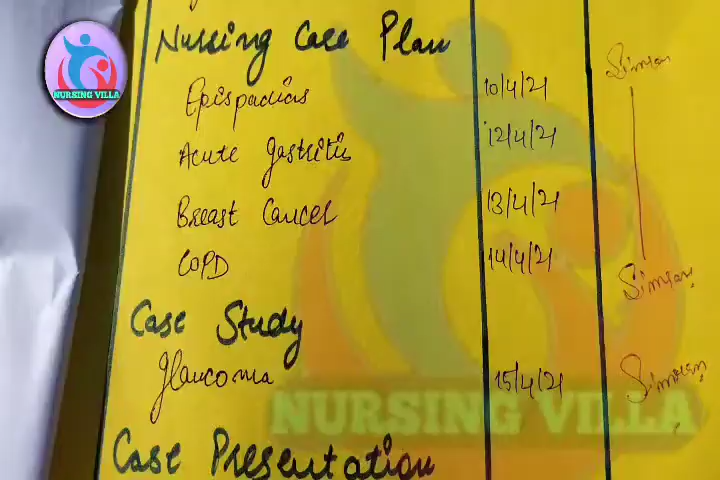 Nursing Care Plan
NURSING VILLA
Epispadias 10/4/21 Simran
Acute gastritis 12/4/21
Breast Cancer 13/4/21
COPD 14/4/21 Simran
Case Study
Glaucoma 15/4/21 Simran
NURSING VILLA
Case Presentation